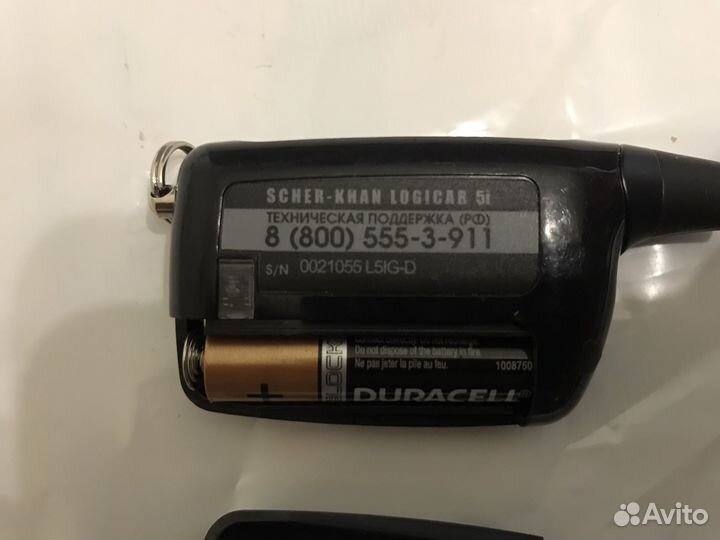 SCHER-KHAN LOGICAR 5i
ТЕХНИЧЕСКАЯ ПОДДЕРЖКА (РФ)
8 (800) 555-3-911
S/N 0021055 L5IG-D
Do not dispose of the battery in fire.
Ne pas jeter la pile au feu.
1008750
+
LOCK
DURACELL®
Avito